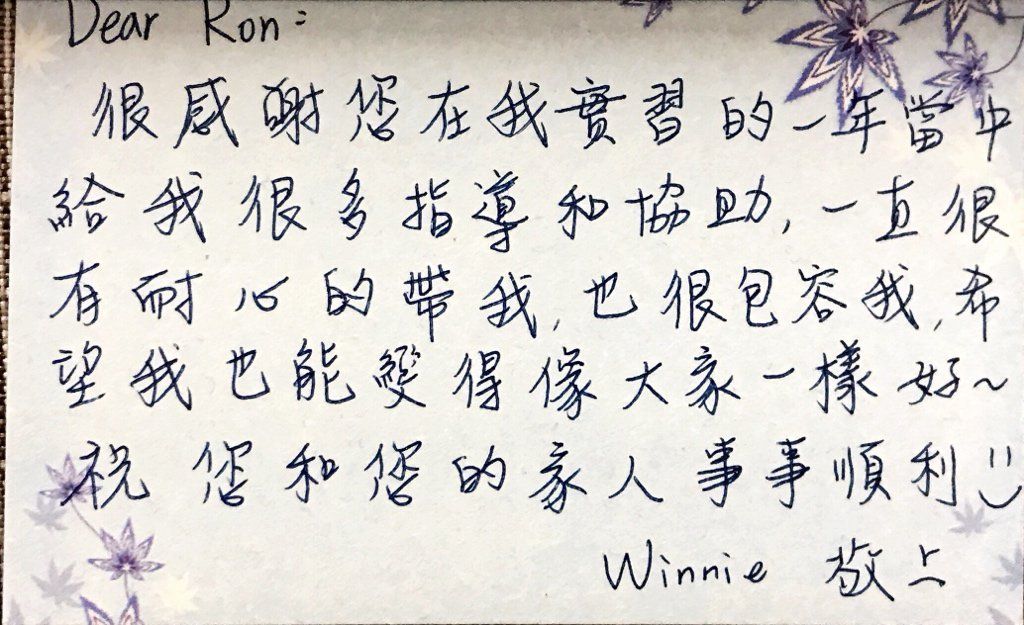 Dear Ron：
很感謝您在我實習的一年當中
給我很多指導和協助，一直很
有耐心的帶我，也很包容我，希
望我也能變得像大家一樣好～
祝 您和您的家人事事順利 :)
Winnie 敬上